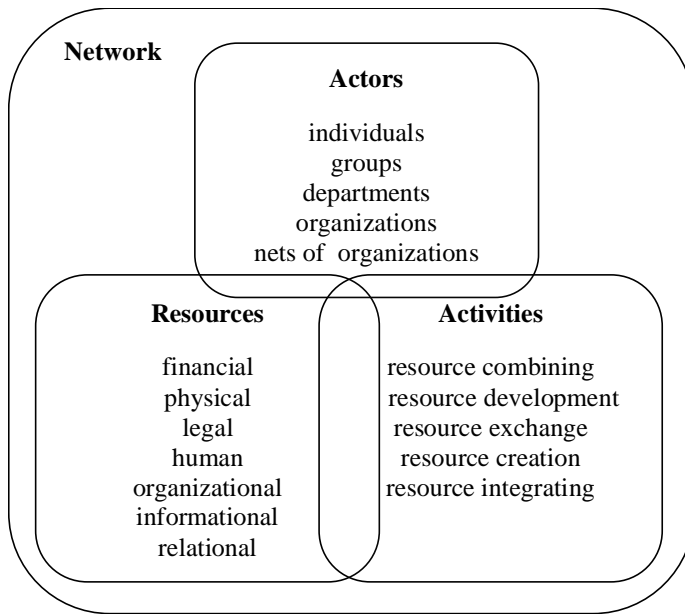 Network
Actors
individuals
groups
departments
organizations
nets of organizations
Resources
financial
physical
legal
human
organizational
informational
relational
Activities
resource combining
resource development
resource exchange
resource creation
resource integrating